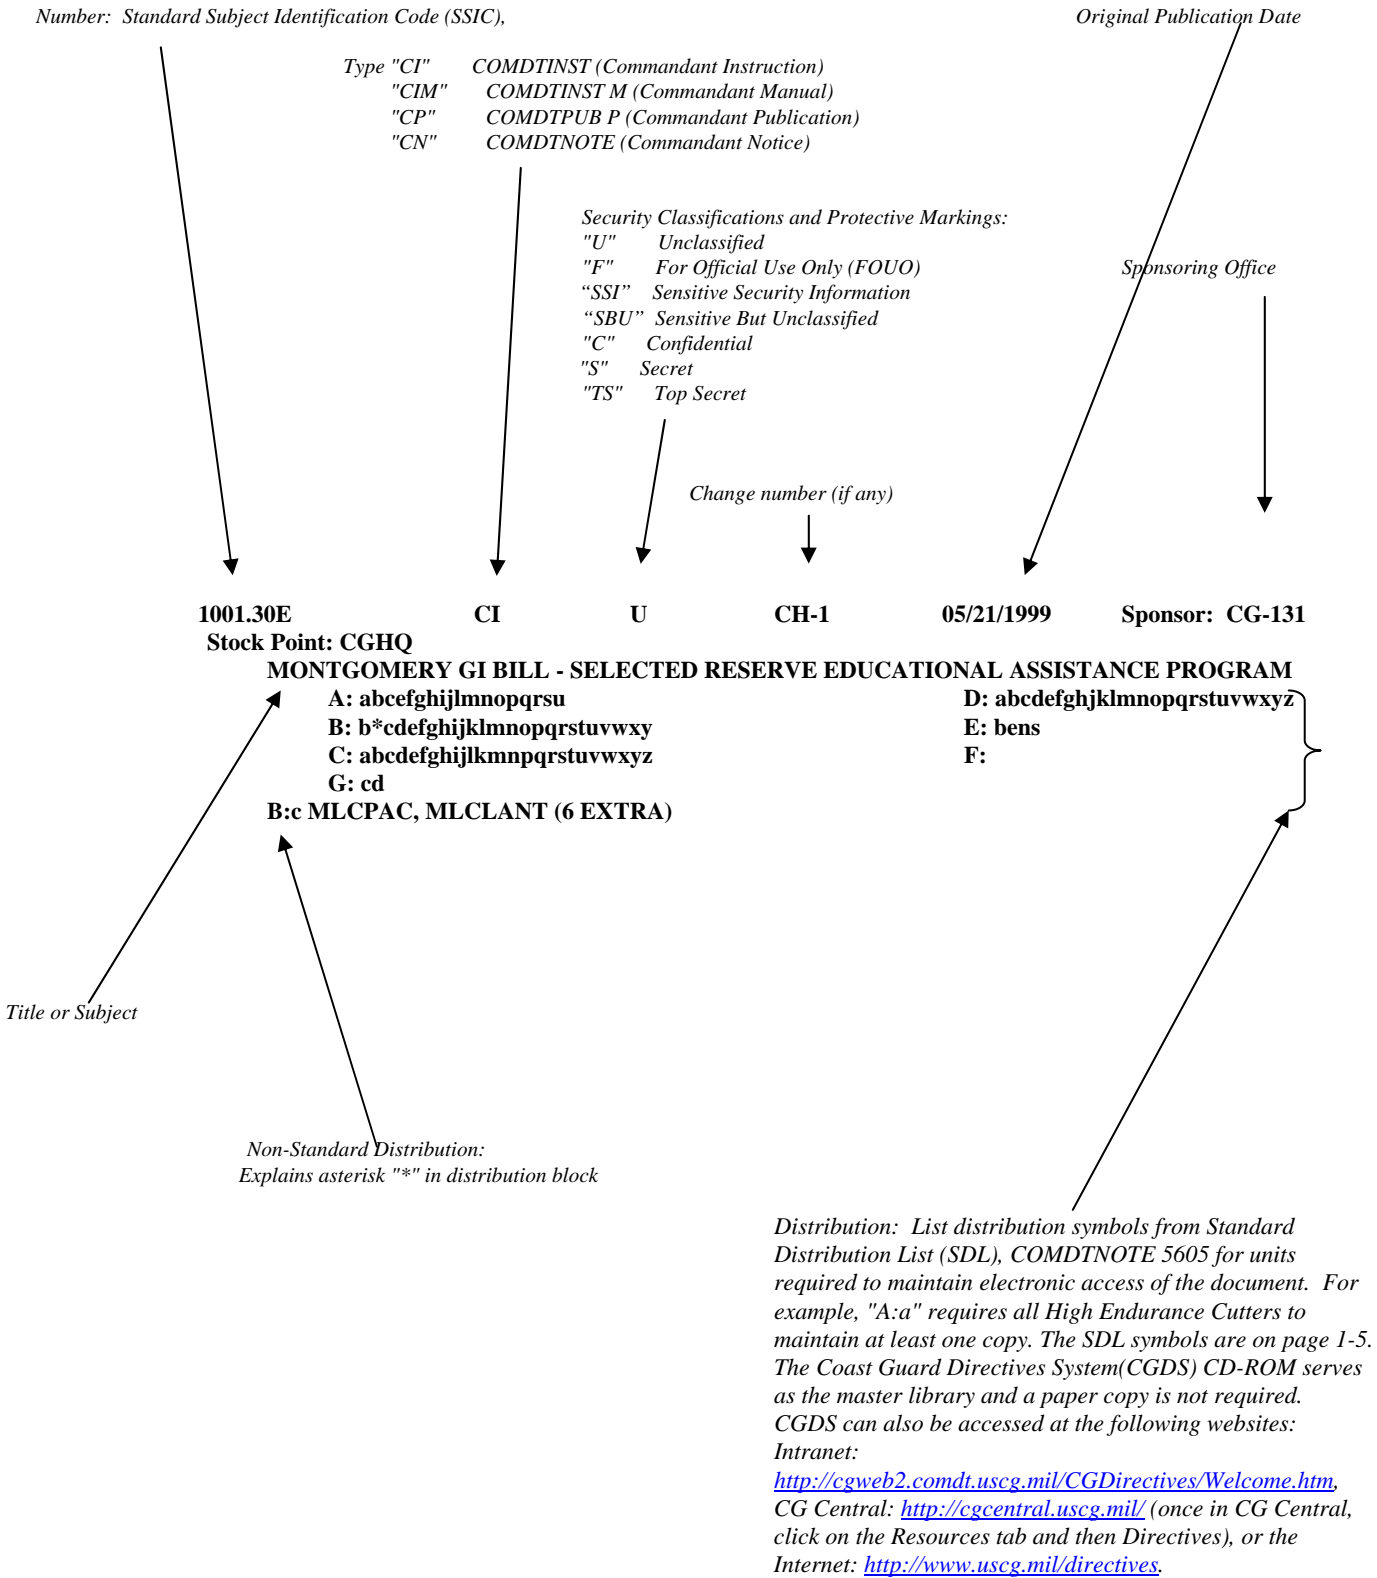 Number:  Standard Subject Identification Code (SSIC),
Original Publication Date
Type "CI" COMDTINST (Commandant Instruction)
"CIM" COMDTINST M (Commandant Manual)
"CP" COMDTPUB P (Commandant Publication)
"CN" COMDTNOTE (Commandant Notice)
Security Classifications and Protective Markings:
"U" Unclassified
"F" For Official Use Only (FOUO)
“SSI” Sensitive Security Information
“SBU” Sensitive But Unclassified
"C" Confidential
"S" Secret
"TS" Top Secret
Sponsoring Office
Change number (if any)
1001.30E CI U CH-1 05/21/1999 Sponsor:  CG-131
Stock Point: CGHQ
MONTGOMERY GI BILL - SELECTED RESERVE EDUCATIONAL ASSISTANCE PROGRAM
A: abcefghijlmnopqrsu D: abcdefghjklmnopqrstuvwxyz
B: b*cdefghijklmnopqrstuvwxy E: bens
C: abcdefghijlkmnpqrstuvwxyz F:
G: cd
B:c MLCPAC, MLCLANT (6 EXTRA)
Title or Subject
Non-Standard Distribution:
Explains asterisk "*" in distribution block
Distribution:  List distribution symbols from Standard
Distribution List (SDL), COMDTNOTE 5605 for units
required to maintain electronic access of the document.  For
example, "A:a" requires all High Endurance Cutters to
maintain at least one copy. The SDL symbols are on page 1-5.
The Coast Guard Directives System(CGDS) CD-ROM serves
as the master library and a paper copy is not required.
CGDS can also be accessed at the following websites:
Intranet:
http://cgweb2.comdt.uscg.mil/CGDirectives/Welcome.htm,
CG Central: http://cgcentral.uscg.mil/ (once in CG Central,
click on the Resources tab and then Directives), or the
Internet: http://www.uscg.mil/directives.